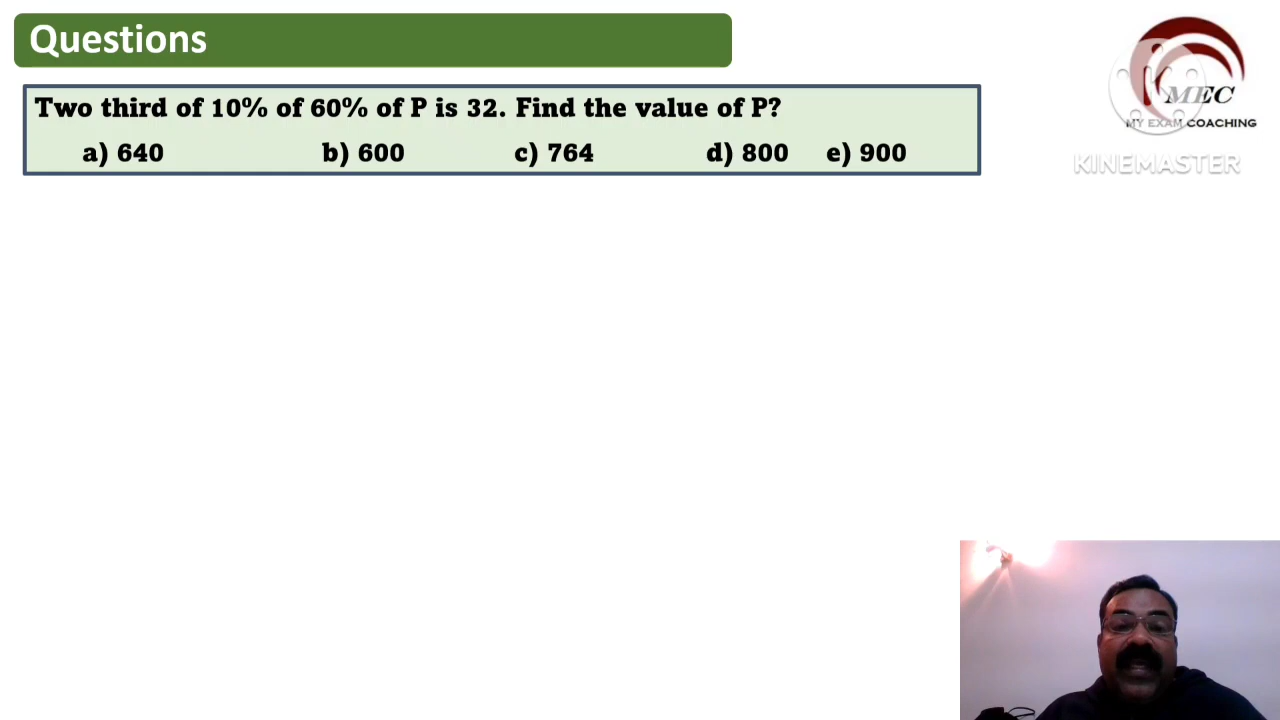 Questions
Two third of 10% of 60% of P is 32. Find the value of P?
a) 640 b) 600 c) 764 d) 800 e) 900
MEC
MY EXAM COACHING
KINEMASTER